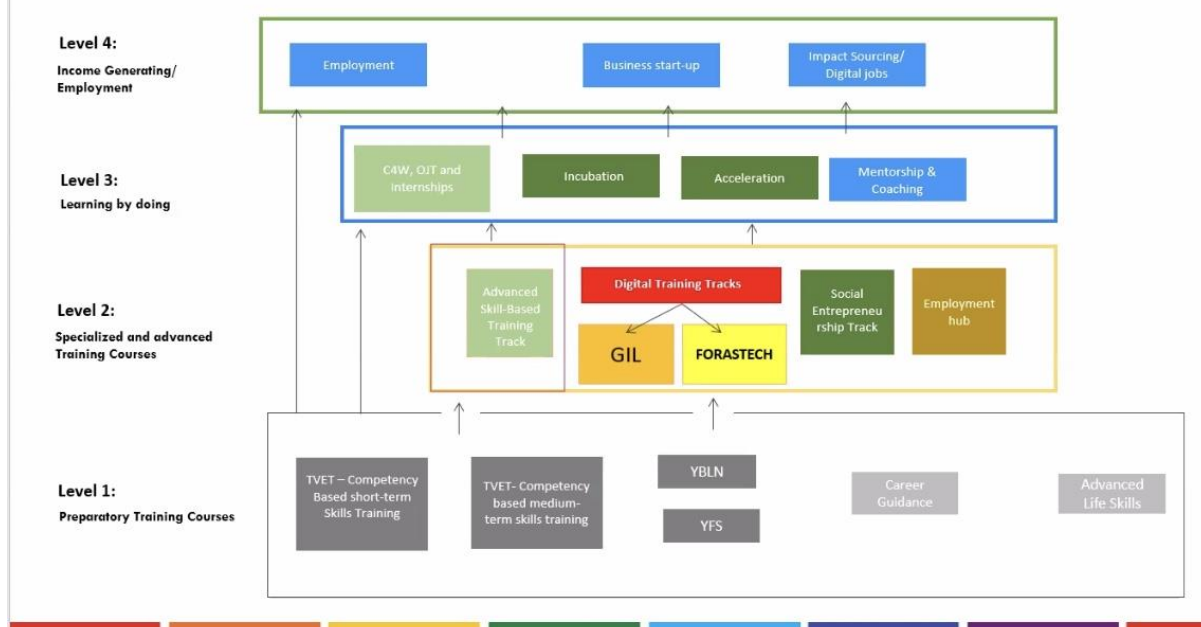 Level 4:
Income Generating/
Employment
Employment
Business start-up
Impact Sourcing/
Digital jobs
Level 3:
Learning by doing
C4W, OJT and
Internships
Incubation
Acceleration
Mentorship &
Coaching
Level 2:
Specialized and advanced
Training Courses
Advanced
Skill-Based
Training
Track
Digital Training Tracks
GIL
FORASTECH
Social
Entrepreneu
rship Track
Employment
hub
Level 1:
Preparatory Training Courses
TVET – Competency
Based short-term
Skills Training
TVET- Competency
based medium-
term skills training
YBLN
YFS
Career
Guidance
Advanced
Life Skills